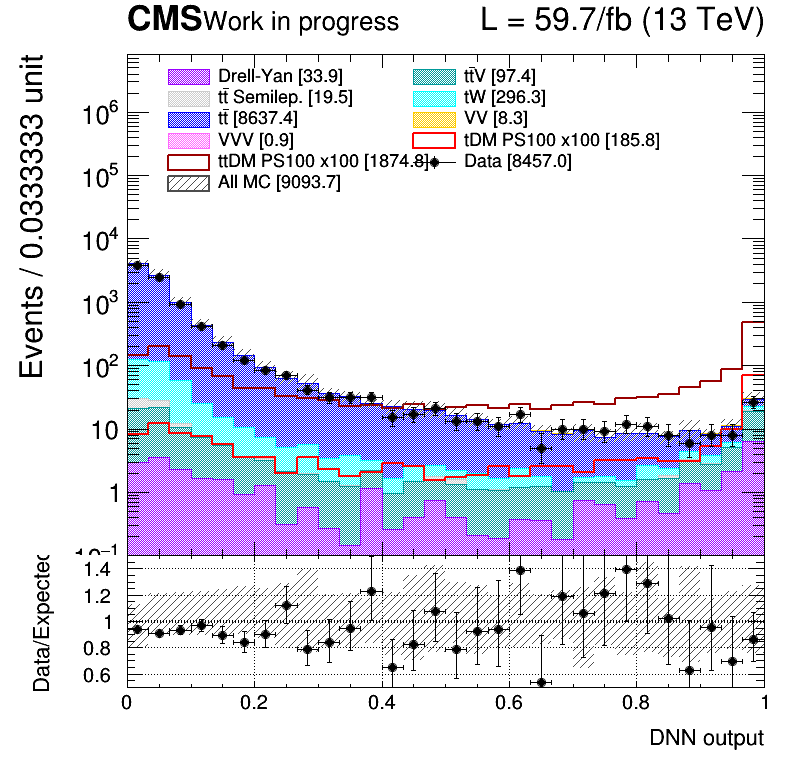 CMS Work in progress L = 59.7/fb (13 TeV)
Events / 0.0333333 unit
Drell-Yan [33.9] tt̄V [97.4]
tt̄ Semilep. [19.5] tW [296.3]
tt̄ [8637.4] VV [8.3]
VVV [0.9] tDM PS100 x100 [185.8]
ttDM PS100 x100 [1874.8] Data [8457.0]
All MC [9093.7]
10⁶
10⁵
10⁴
10³
10²
10
1
10⁻¹
Data/Expected
1.4
1.2
1
0.8
0.6
0 0.2 0.4 0.6 0.8 1
DNN output